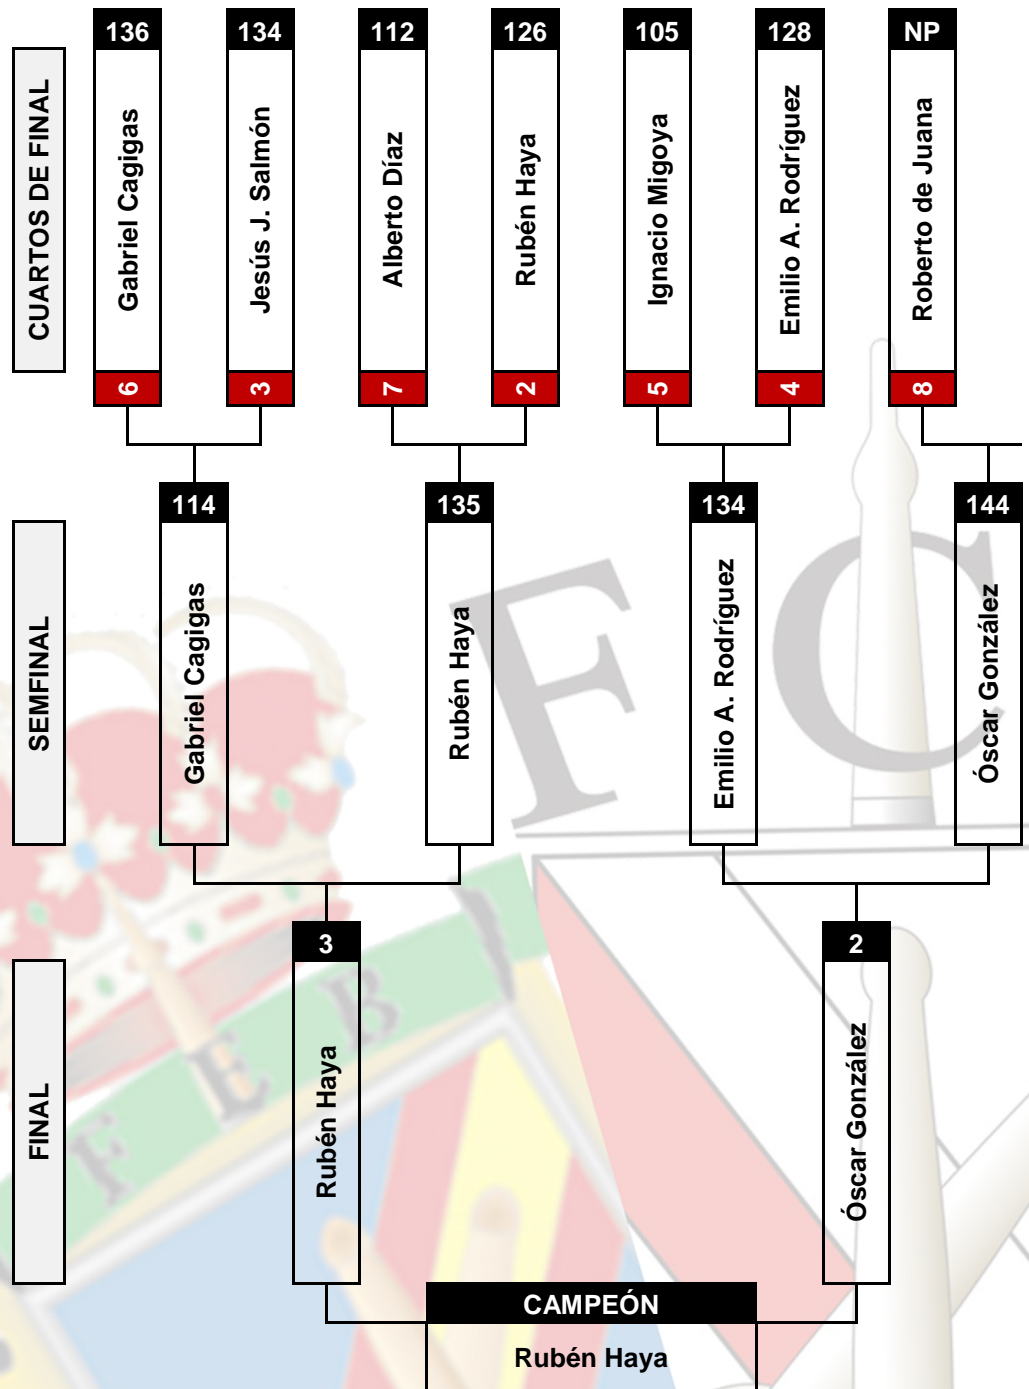 136 134 112 126 105 128 NP
CUARTOS DE FINAL
Gabriel Cagigas
Jesús J. Salmón
Alberto Díaz
Rubén Haya
Ignacio Migoya
Emilio A. Rodríguez
Roberto de Juana
6 3 7 2 5 4 8
114 135 134 144
SEMFINAL
Gabriel Cagigas
Rubén Haya
Emilio A. Rodríguez
Óscar González
F C
3 2
FINAL
Rubén Haya
Óscar González
F E B
CAMPEÓN
Rubén Haya